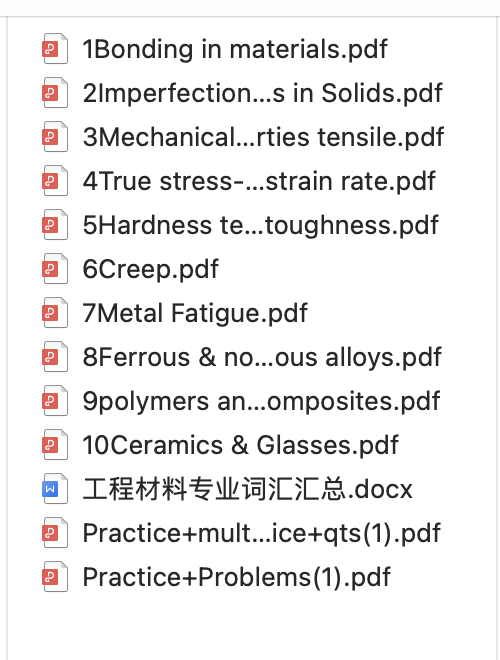 1Bonding in materials.pdf
2Imperfection...s in Solids.pdf
3Mechanical...rties tensile.pdf
4True stress-...strain rate.pdf
5Hardness te...toughness.pdf
6Creep.pdf
7Metal Fatigue.pdf
8Ferrous & no...ous alloys.pdf
9polymers an...omposites.pdf
10Ceramics & Glasses.pdf
工程材料专业词汇汇总.docx
Practice+mult...ice+qts(1).pdf
Practice+Problems(1).pdf